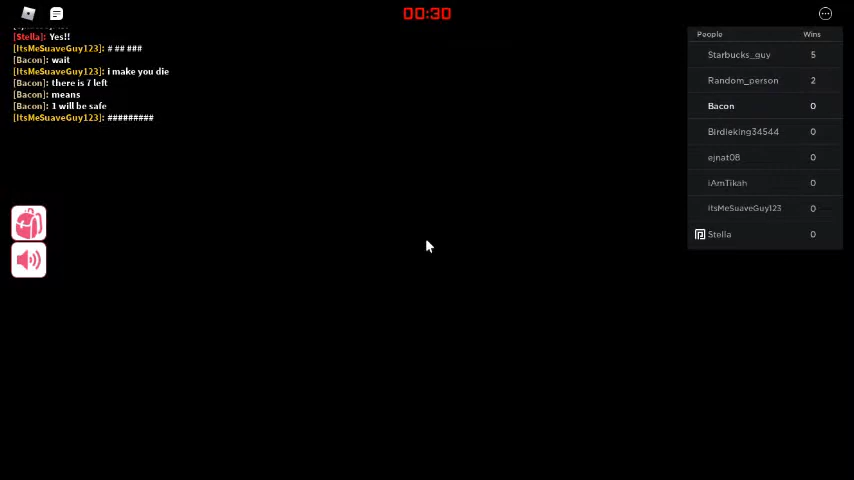 00:30
[Stella]: Yes!!
[ItsMeSuaveGuy123]: # ## ###
[Bacon]: wait
[ItsMeSuaveGuy123]: i make you die
[Bacon]: there is 7 left
[Bacon]: means
[Bacon]: 1 will be safe
[ItsMeSuaveGuy123]: #########
People Wins
Starbucks_guy 5
Random_person 2
Bacon 0
Birdieking34544 0
ejnat08 0
iAmTikah 0
ItsMeSuaveGuy123 0
Stella 0